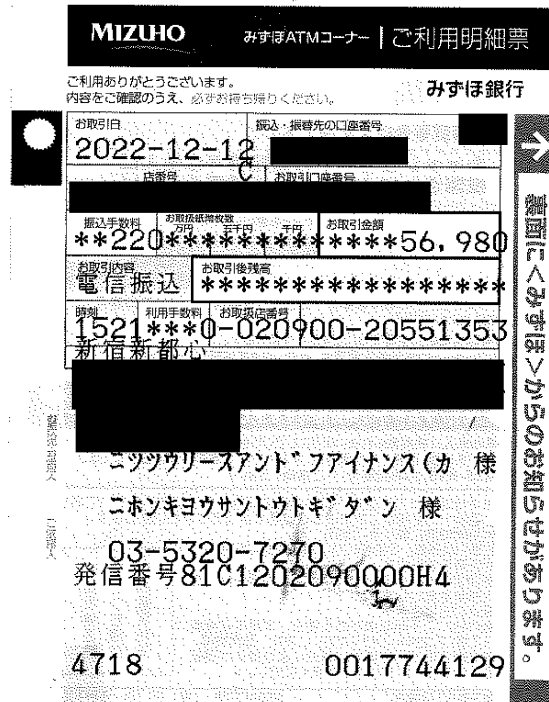 MIZUHO みずほATMコーナー ご利用明細票
ご利用ありがとうございます。
内容をご確認のうえ、必ずお持ち帰りください。
みずほ銀行
お取引日 振込・振替先の口座番号
2022-12-12
C
店番号 お取引口座番号
振込手数料 お取扱紙幣枚数 万円 五千円 千円 お取引金額
**220****************56,980
お取引内容 お取引後残高
電信振込 ******************
時刻 利用手数料 お取扱店番号
1521***0-020900-20551353
新宿新都心
ニツツウリースアンド゛フアイナンス(カ 様
ニホンキヨウサントウトキ゛タ゛ン 様
03-5320-7270
発信番号81C1202090000H4
4718 0017744129
裏面に<みずほ>からのお知らせがあります。